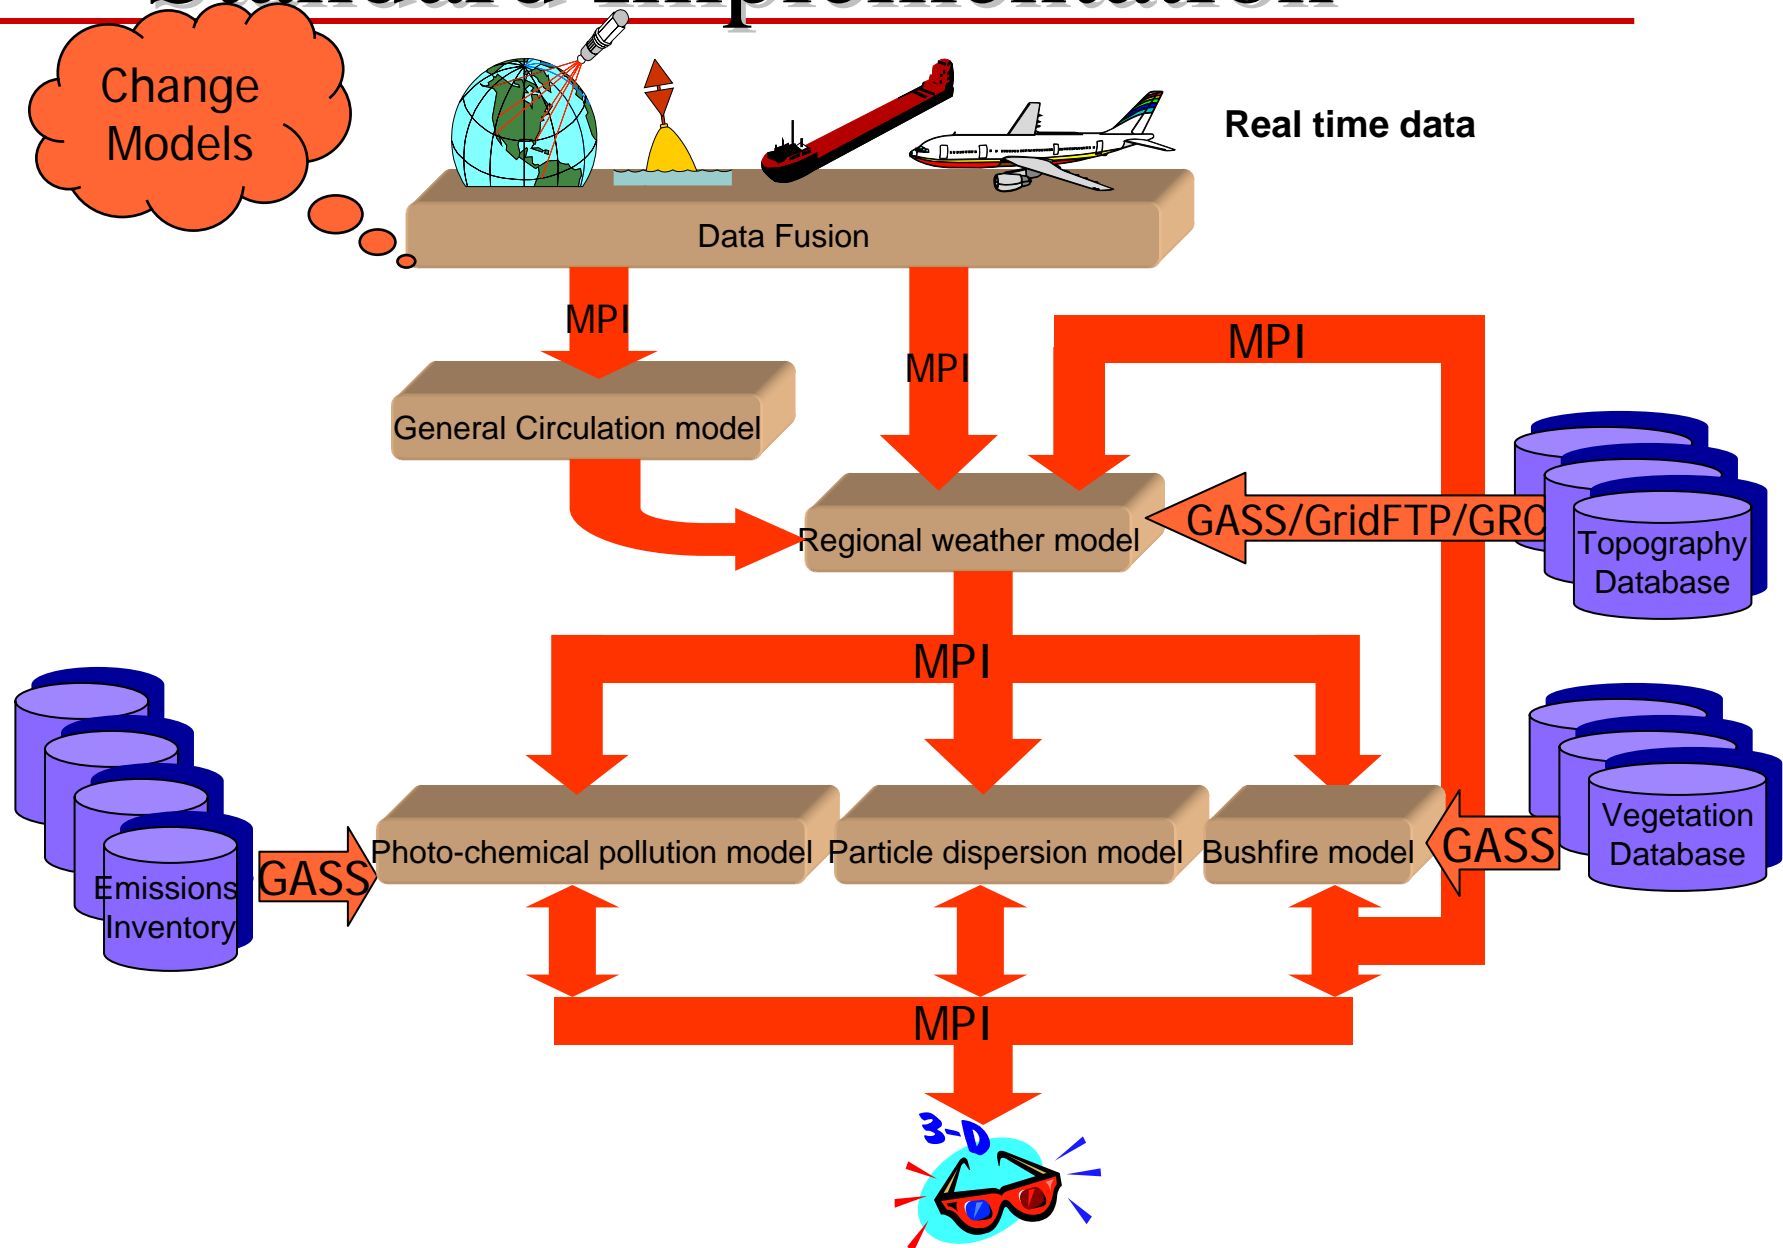 Standard Implementation
Change
Models
Real time data
Data Fusion
MPI
MPI
MPI
General Circulation model
GASS/GridFTP/GRC
Regional weather model
Topography
Database
MPI
Vegetation
Database
Photo-chemical pollution model
Particle dispersion model
Bushfire model
GASS
GASS
Emissions
Inventory
MPI
3-D